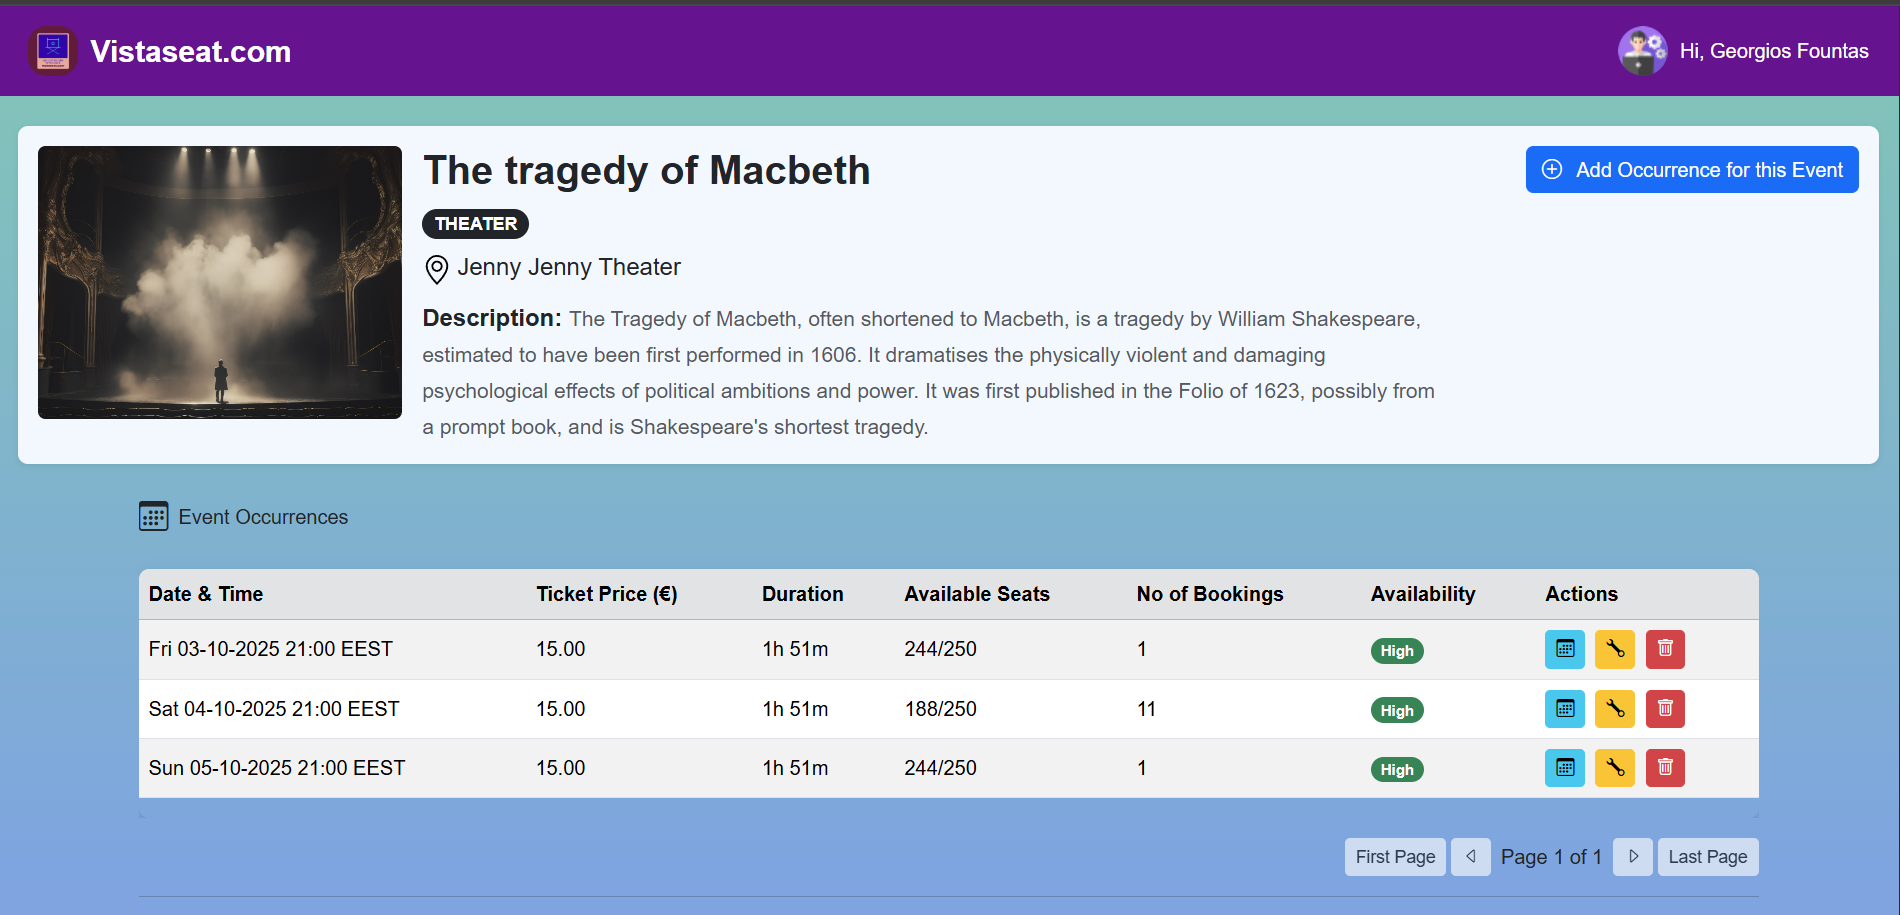 Vistaseat.com
Hi, Georgios Fountas
The tragedy of Macbeth
Add Occurrence for this Event
THEATER
Jenny Jenny Theater
Description: The Tragedy of Macbeth, often shortened to Macbeth, is a tragedy by William Shakespeare,
estimated to have been first performed in 1606. It dramatises the physically violent and damaging
psychological effects of political ambitions and power. It was first published in the Folio of 1623, possibly from
a prompt book, and is Shakespeare's shortest tragedy.
Event Occurrences
Date & Time Ticket Price (€) Duration Available Seats No of Bookings Availability Actions
Fri 03-10-2025 21:00 EEST 15.00 1h 51m 244/250 1 High
Sat 04-10-2025 21:00 EEST 15.00 1h 51m 188/250 11 High
Sun 05-10-2025 21:00 EEST 15.00 1h 51m 244/250 1 High
First Page Page 1 of 1 Last Page